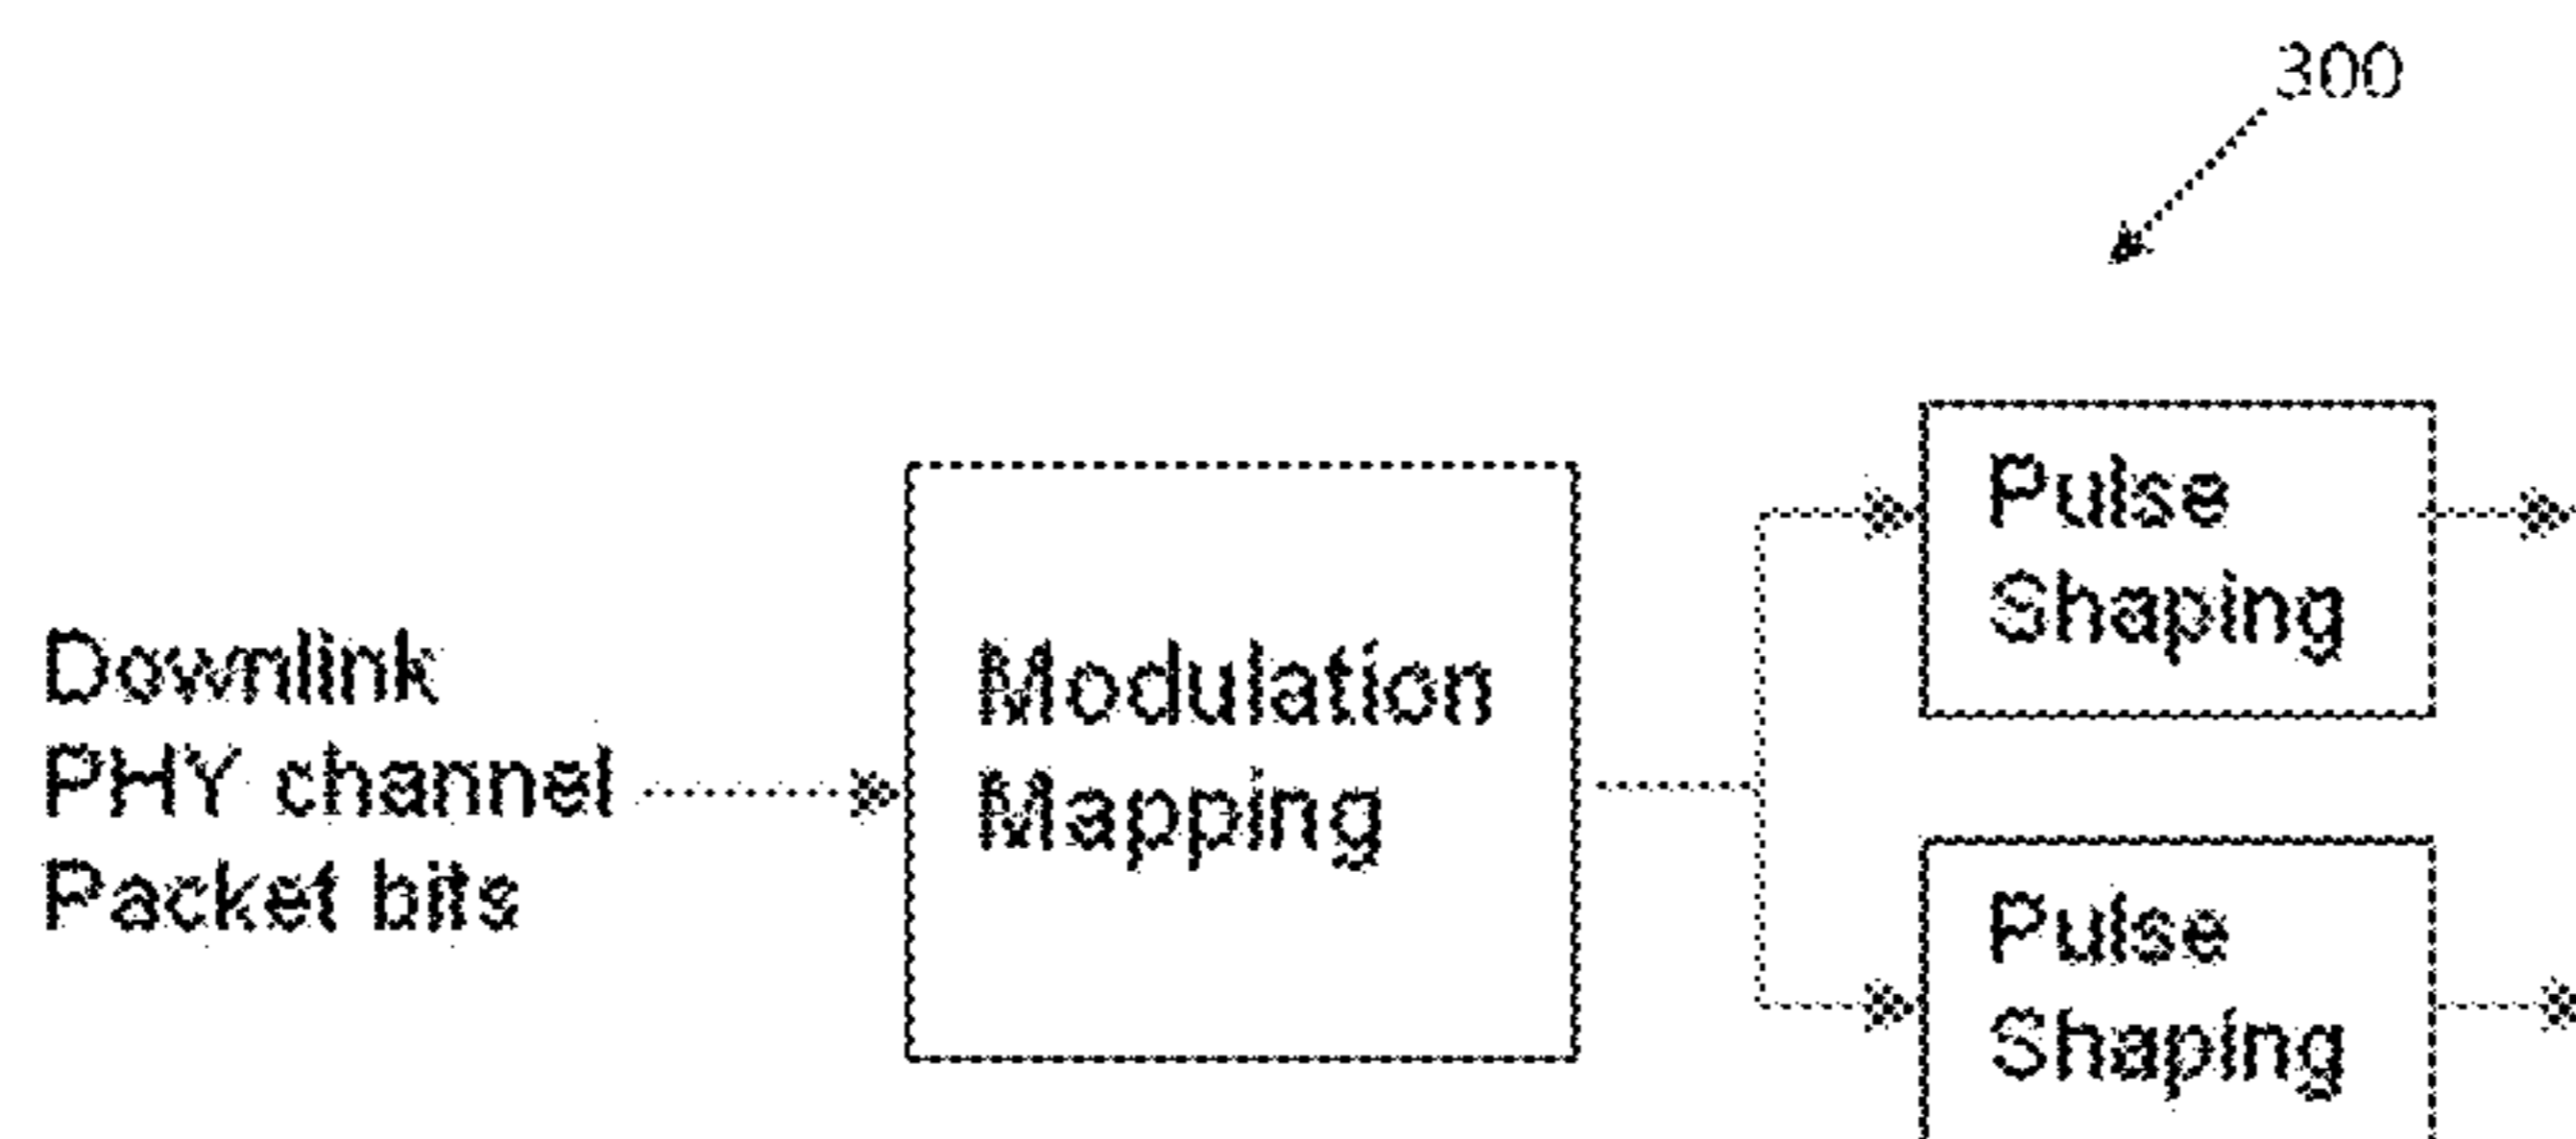 300
Downlink
PHY channel
Packet bits
Modulation
Mapping
Pulse
Shaping
Pulse
Shaping